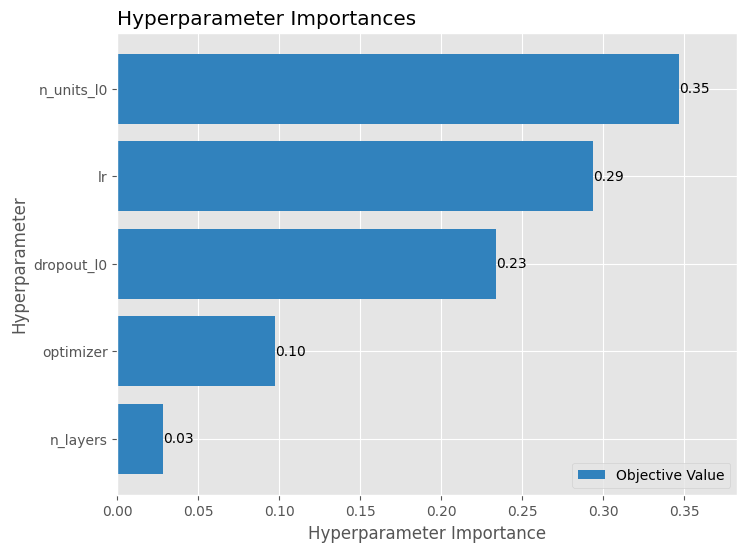 Hyperparameter Importances
Hyperparameter
n_units_l0
0.35
lr
0.29
dropout_l0
0.23
optimizer
0.10
n_layers
0.03
Objective Value
0.00 0.05 0.10 0.15 0.20 0.25 0.30 0.35
Hyperparameter Importance